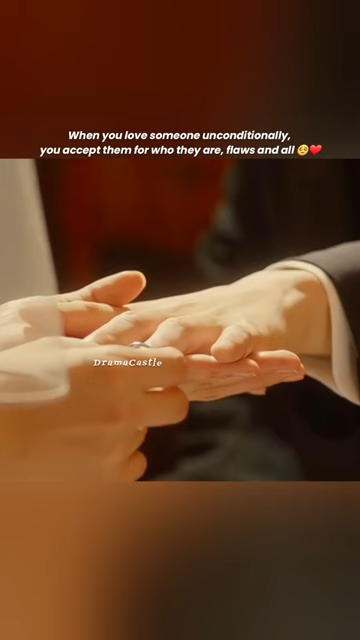 When you love someone unconditionally,
you accept them for who they are, flaws and all 🥺❤️
DramaCastle